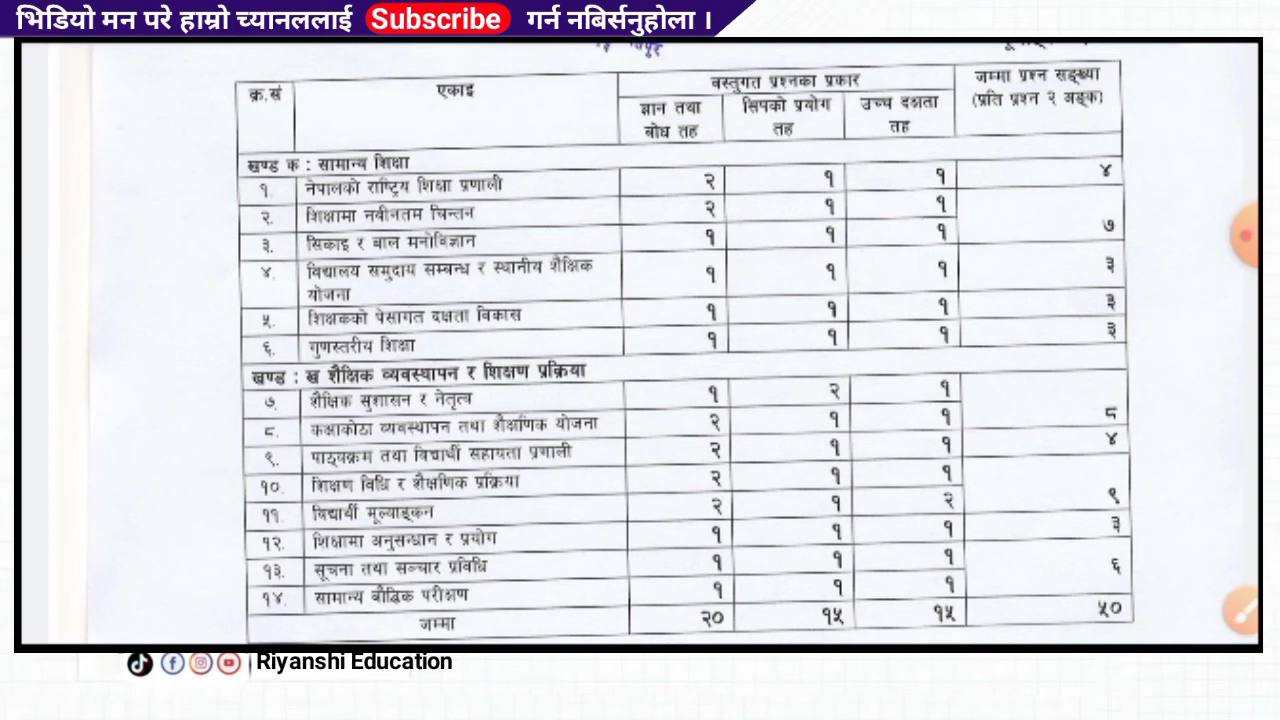 भिडियो मन परे हाम्रो च्यानललाई Subscribe गर्न नबिर्सनुहोला ।
क्र.सं एकाइ वस्तुगत प्रश्नका प्रकार जम्मा प्रश्न सङ्ख्या
ज्ञान तथा सिपको प्रयोग उच्च दक्षता (प्रति प्रश्न २ अङ्क)
बोध तह तह तह
खण्ड क : सामान्य शिक्षा
१. नेपालको राष्ट्रिय शिक्षा प्रणाली २ १ १ ४
२. शिक्षामा नवीनतम चिन्तन २ १ १
३. सिकाइ र बाल मनोविज्ञान १ १ १ ७
४. विद्यालय समुदाय सम्बन्ध र स्थानीय शैक्षिक १ १ १ ३
योजना
५. शिक्षकको पेसागत दक्षता विकास १ १ १ ३
६. गुणस्तरीय शिक्षा १ १ १ ३
खण्ड : ख शैक्षिक व्यवस्थापन र शिक्षण प्रक्रिया
७. शैक्षिक सुशासन र नेतृत्व १ २ १
८. कक्षाकोठा व्यवस्थापन तथा शैक्षणिक योजना २ १ १ ८
९. पाठ्यक्रम तथा विद्यार्थी सहायता प्रणाली २ १ १ ४
१०. शिक्षण विधि र शैक्षणिक प्रक्रिया २ १ १
११. विद्यार्थी मूल्याङ्कन २ १ २ ९
१२. शिक्षामा अनुसन्धान र प्रयोग १ १ १ ३
१३. सूचना तथा सञ्चार प्रविधि १ १ १ ६
१४. सामान्य बौद्धिक परीक्षण १ १ १
जम्मा २० १५ १५ ५०
Riyanshi Education